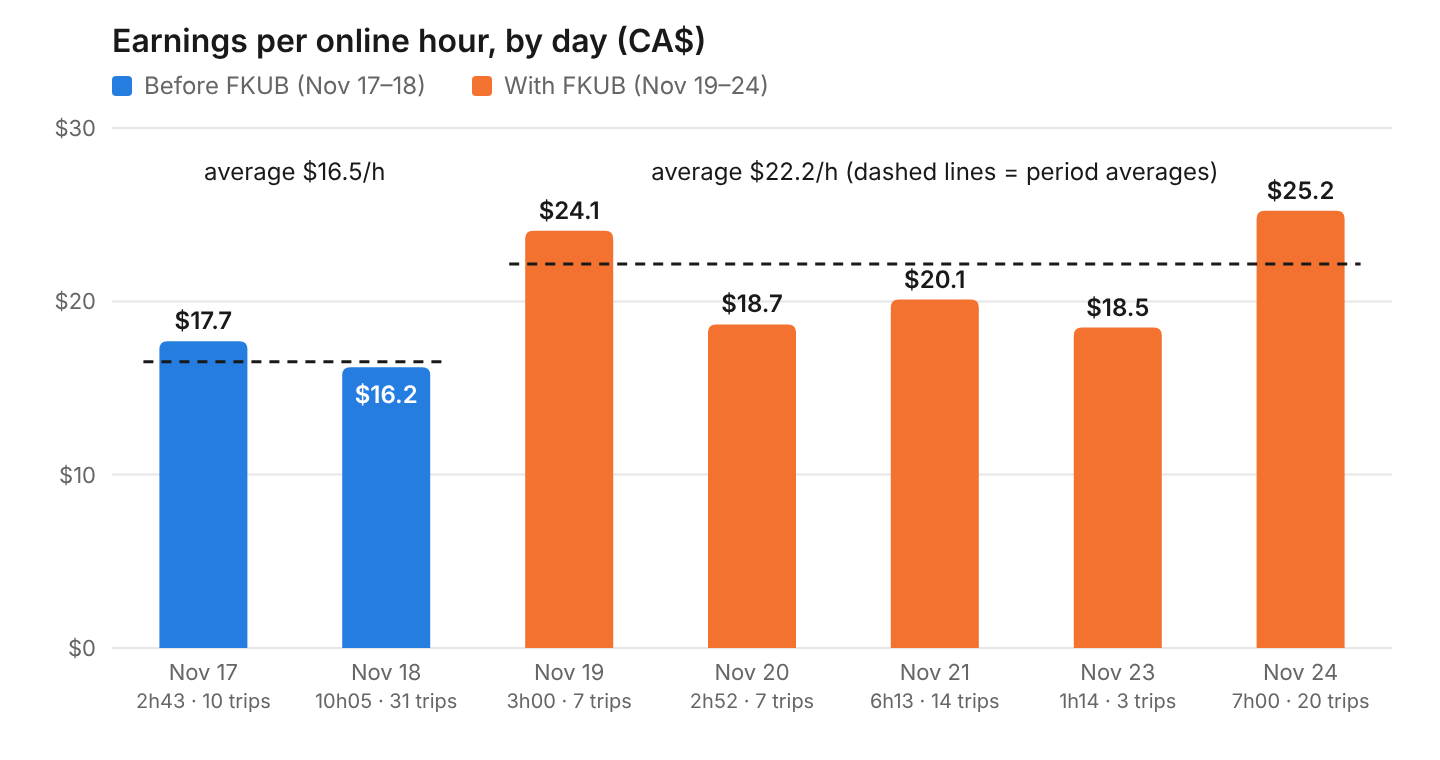 Earnings per online hour, by day (CA$)
Before FKUB (Nov 17–18) With FKUB (Nov 19–24)
$30
average $16.5/h average $22.2/h (dashed lines = period averages)
$25.2
$24.1
$20.1
$20
$18.7
$18.5
$17.7
$16.2
$10
$0
Nov 17 Nov 18 Nov 19 Nov 20 Nov 21 Nov 23 Nov 24
2h43 · 10 trips 10h05 · 31 trips 3h00 · 7 trips 2h52 · 7 trips 6h13 · 14 trips 1h14 · 3 trips 7h00 · 20 trips